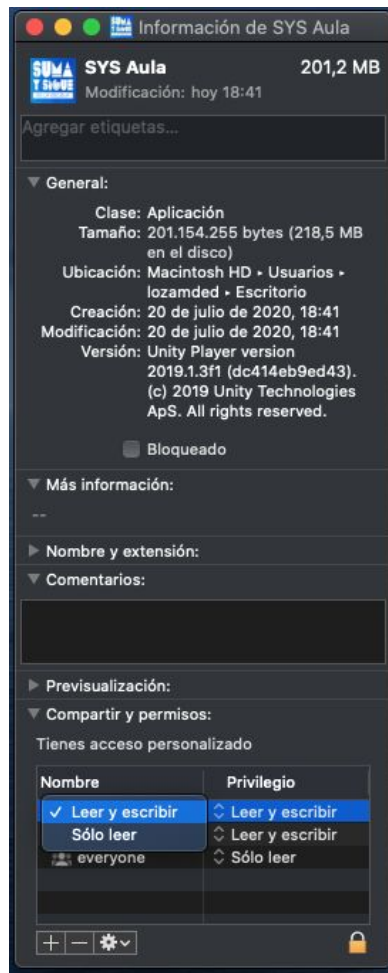 Información de SYS Aula
SUMA
Y SIGUE
SYS Aula 201,2 MB
Modificación: hoy 18:41
Agregar etiquetas...
General:
Clase: Aplicación
Tamaño: 201.154.255 bytes (218,5 MB
en el disco)
Ubicación: Macintosh HD ▸ Usuarios ▸
lozamded ▸ Escritorio
Creación: 20 de julio de 2020, 18:41
Modificación: 20 de julio de 2020, 18:41
Versión: Unity Player version
2019.1.3f1 (dc414eb9ed43).
(c) 2019 Unity Technologies
ApS. All rights reserved.
Bloqueado
Más información:
--
Nombre y extensión:
Comentarios:
Previsualización:
Compartir y permisos:
Tienes acceso personalizado
Nombre Privilegio
✓ Leer y escribir Leer y escribir
Sólo leer Leer y escribir
everyone Sólo leer